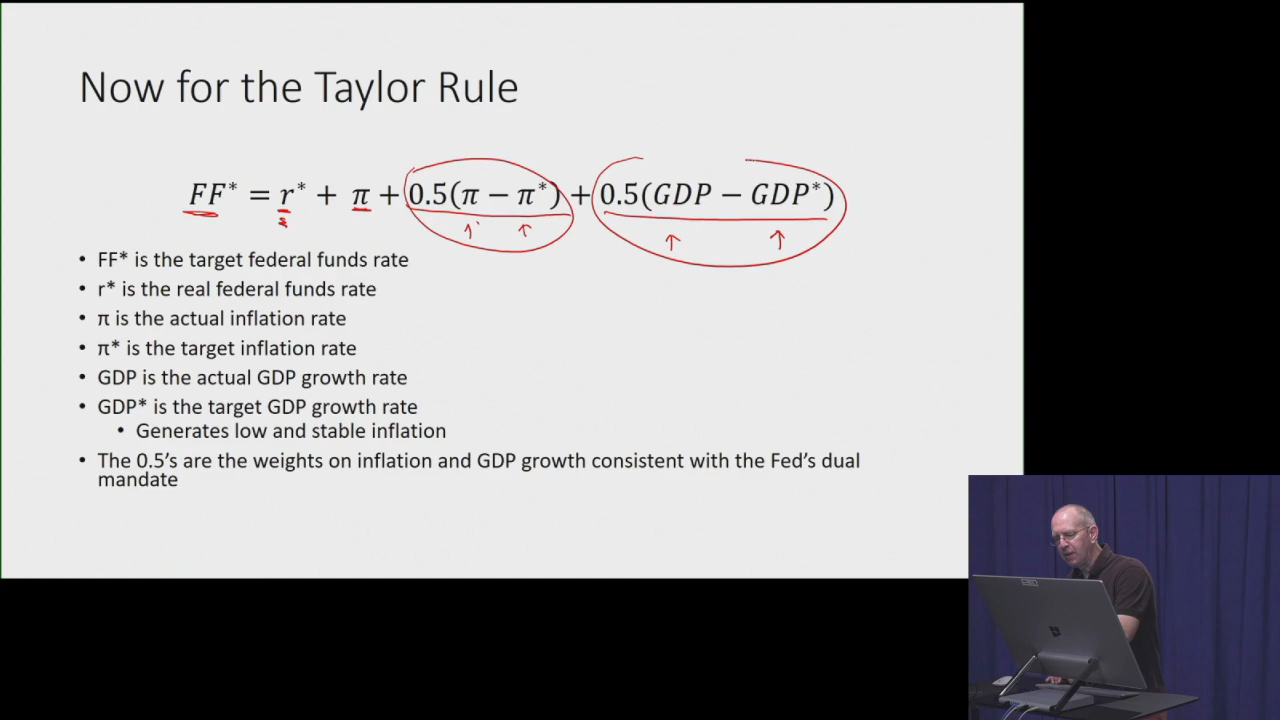 Now for the Taylor Rule
FF* = r* + π + 0.5(π − π*) + 0.5(GDP − GDP*)
• FF* is the target federal funds rate
• r* is the real federal funds rate
• π is the actual inflation rate
• π* is the target inflation rate
• GDP is the actual GDP growth rate
• GDP* is the target GDP growth rate
• Generates low and stable inflation
• The 0.5's are the weights on inflation and GDP growth consistent with the Fed's dual
mandate